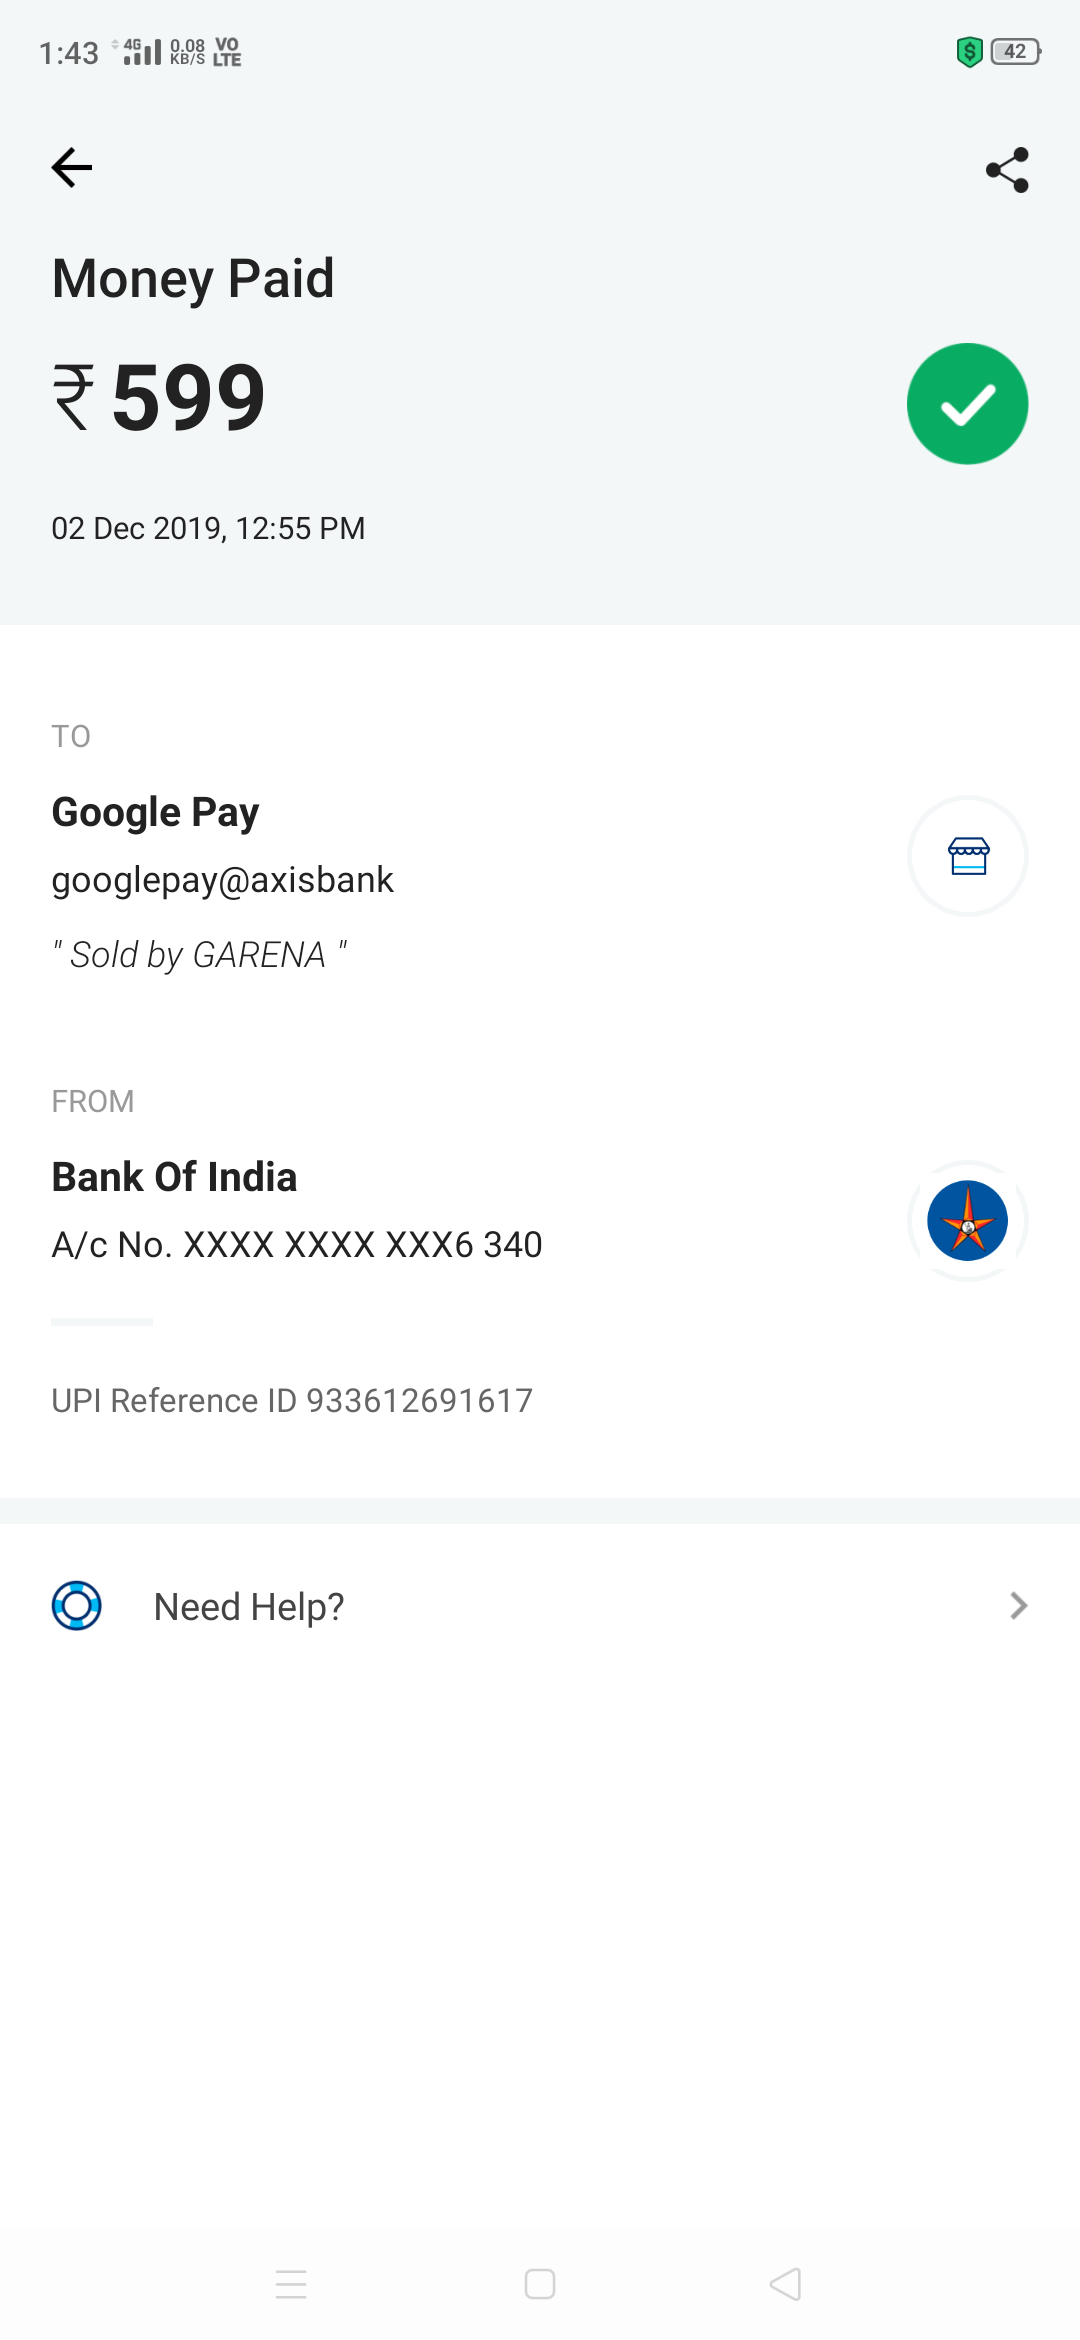 1:43 4G 0.08 KB/S VO LTE $ 42
Money Paid
₹ 599
02 Dec 2019, 12:55 PM
TO
Google Pay
googlepay@axisbank
" Sold by GARENA "
FROM
Bank Of India
A/c No. XXXX XXXX XXX6 340
UPI Reference ID 933612691617
Need Help?